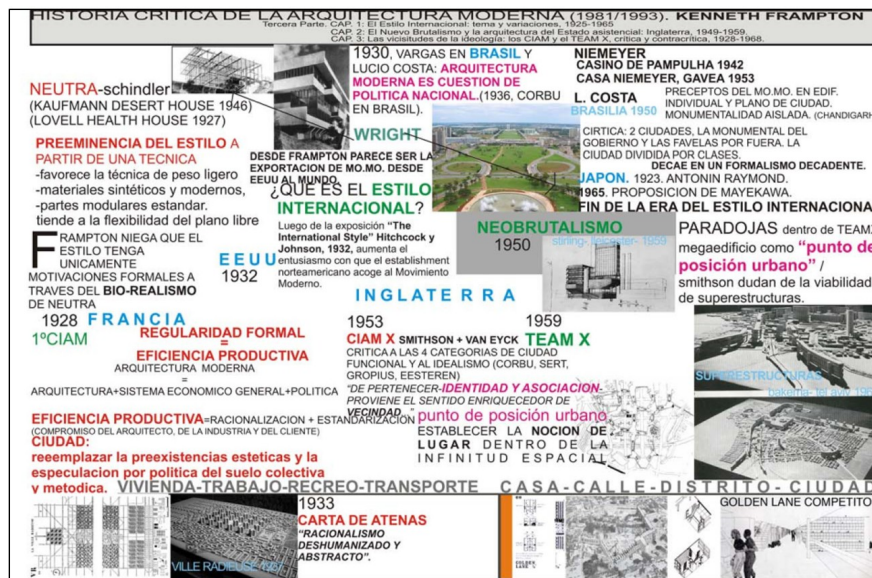 HISTORIA CRITICA DE LA ARQUITECTURA MODERNA (1981/1993). KENNETH FRAMPTON
Tercera Parte. CAP. 1: El Estilo Internacional: tema y variaciones, 1925-1965
CAP. 2: El Nuevo Brutalismo y la arquitectura del Estado asistencial: Inglaterra, 1949-1959.
CAP. 3: Las vicisitudes de la ideologia: los CIAM y el TEAM X, critica y contracritica, 1928-1968.
NEUTRA-schindler
(KAUFMANN DESERT HOUSE 1946)
(LOVELL HEALTH HOUSE 1927)
PREEMINENCIA DEL ESTILO A
PARTIR DE UNA TECNICA
-favorece la técnica de peso ligero
-materiales sintéticos y modernos,
-partes modulares estandar.
tiende a la flexibilidad del plano libre
FRAMPTON NIEGA QUE EL
ESTILO TENGA
UNICAMENTE
MOTIVACIONES FORMALES A
TRAVES DEL BIO-REALISMO
DE NEUTRA
1930, VARGAS EN BRASIL Y
LUCIO COSTA: ARQUITECTURA
MODERNA ES CUESTION DE
POLITICA NACIONAL.(1936, CORBU
EN BRASIL).
WRIGHT
DESDE FRAMPTON PARECE SER LA
EXPORTACION DE MO.MO. DESDE
EEUU AL MUNDO
¿QUE ES EL ESTILO
INTERNACIONAL?
EEUU
1932
Luego de la exposición "The
International Style" Hitchcock y
Johnson, 1932, aumenta el
entusiasmo con que el establishment
norteamericano acoge al Movimiento
Moderno.
NIEMEYER
CASINO DE PAMPULHA 1942
CASA NIEMEYER, GAVEA 1953
L. COSTA
BRASILIA 1950
PRECEPTOS DEL MO.MO. EN EDIF.
INDIVIDUAL Y PLANO DE CIUDAD.
MONUMENTALIDAD AISLADA. (CHANDIGARH
CIRTICA: 2 CIUDADES, LA MONUMENTAL DEL
GOBIERNO Y LAS FAVELAS POR FUERA. LA
CIUDAD DIVIDIDA POR CLASES.
DECAE EN UN FORMALISMO DECADENTE.
JAPON. 1923. ANTONIN RAYMOND.
1965. PROPOSICION DE MAYEKAWA.
FIN DE LA ERA DEL ESTILO INTERNACIONA
NEOBRUTALISMO
1950
stirling- leicester- 1959
PARADOJAS dentro de TEAMX
megaedificio como "punto de
posición urbano" /
smithson dudan de la viabilidad
de superestructuras.
INGLATERRA
1928 FRANCIA
1ºCIAM
REGULARIDAD FORMAL
=
EFICIENCIA PRODUCTIVA
ARQUITECTURA MODERNA
=
ARQUITECTURA+SISTEMA ECONOMICO GENERAL+POLITICA
EFICIENCIA PRODUCTIVA=RACIONALIZACION + ESTANDARIZACION
(COMPROMISO DEL ARQUITECTO, DE LA INDUSTRIA Y DEL CLIENTE)
CIUDAD:
reeemplazar la preexistencias esteticas y la
especulacion por politica del suelo colectiva
y metodica.
1953
CIAM X SMITHSON + VAN EYCK
1959
TEAM X
CRITICA A LAS 4 CATEGORIAS DE CIUDAD
FUNCIONAL Y AL IDEALISMO (CORBU, SERT,
GROPIUS, EESTEREN)
"DE PERTENECER-IDENTIDAD Y ASOCIACION-
PROVIENE EL SENTIDO ENRIQUECEDOR DE
VECINDAD..."
punto de posición urbano
ESTABLECER LA NOCION DE
LUGAR DENTRO DE LA
INFINITUD ESPACIAL
SUPERESTRUCTURAS
bakema- tel aviv 196
VIVIENDA-TRABAJO-RECREO-TRANSPORTE
CASA-CALLE-DISTRITO-CIUDAD
VILLE RADIEUSE
1933
CARTA DE ATENAS
"RACIONALISMO
DESHUMANIZADO Y
ABSTRACTO".
GOLDEN LANE COMPETITO